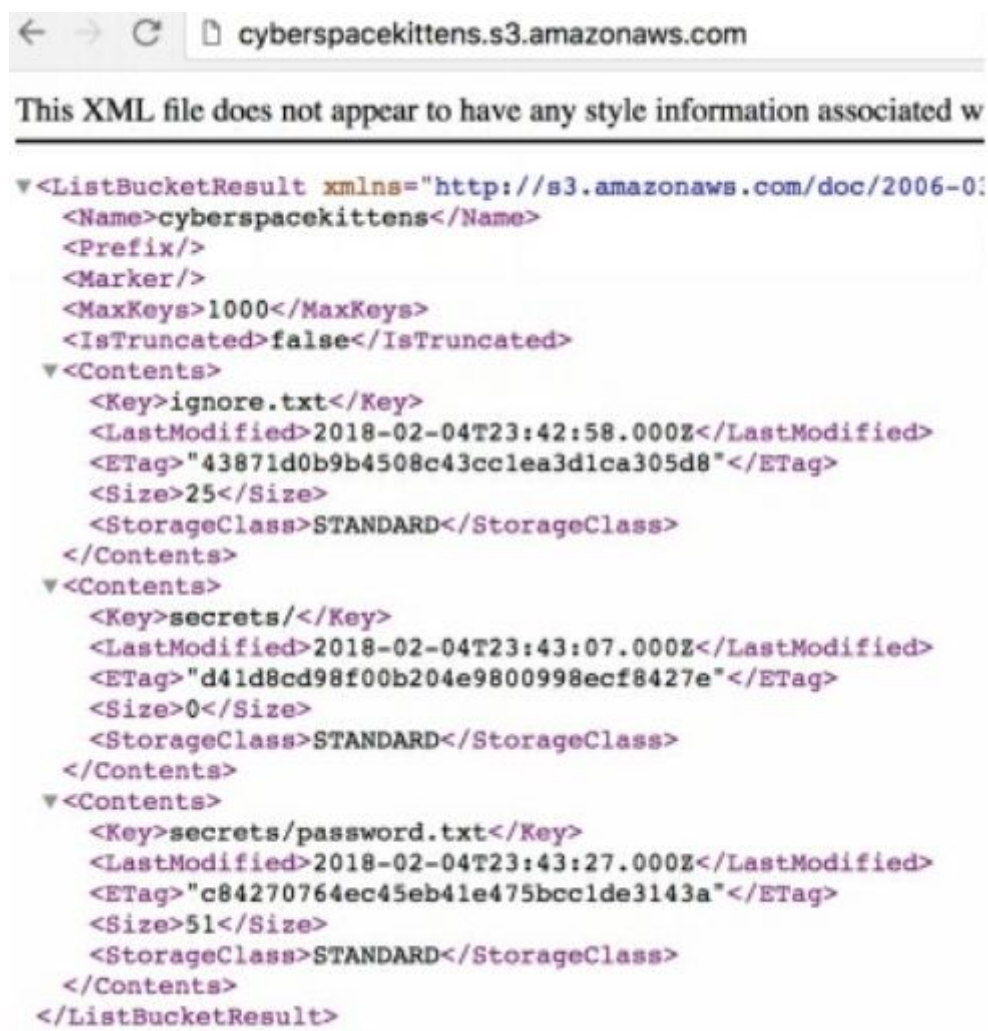 cyberspacekittens.s3.amazonaws.com
This XML file does not appear to have any style information associated w
<ListBucketResult xmlns="http://s3.amazonaws.com/doc/2006-03
<Name>cyberspacekittens</Name>
<Prefix/>
<Marker/>
<MaxKeys>1000</MaxKeys>
<IsTruncated>false</IsTruncated>
<Contents>
<Key>ignore.txt</Key>
<LastModified>2018-02-04T23:42:58.000Z</LastModified>
<ETag>"43871d0b9b4508c43cc1ea3d1ca305d8"</ETag>
<Size>25</Size>
<StorageClass>STANDARD</StorageClass>
</Contents>
<Contents>
<Key>secrets/</Key>
<LastModified>2018-02-04T23:43:07.000Z</LastModified>
<ETag>"d41d8cd98f00b204e9800998ecf8427e"</ETag>
<Size>0</Size>
<StorageClass>STANDARD</StorageClass>
</Contents>
<Contents>
<Key>secrets/password.txt</Key>
<LastModified>2018-02-04T23:43:27.000Z</LastModified>
<ETag>"c84270764ec45eb41e475bcc1de3143a"</ETag>
<Size>51</Size>
<StorageClass>STANDARD</StorageClass>
</Contents>
</ListBucketResult>